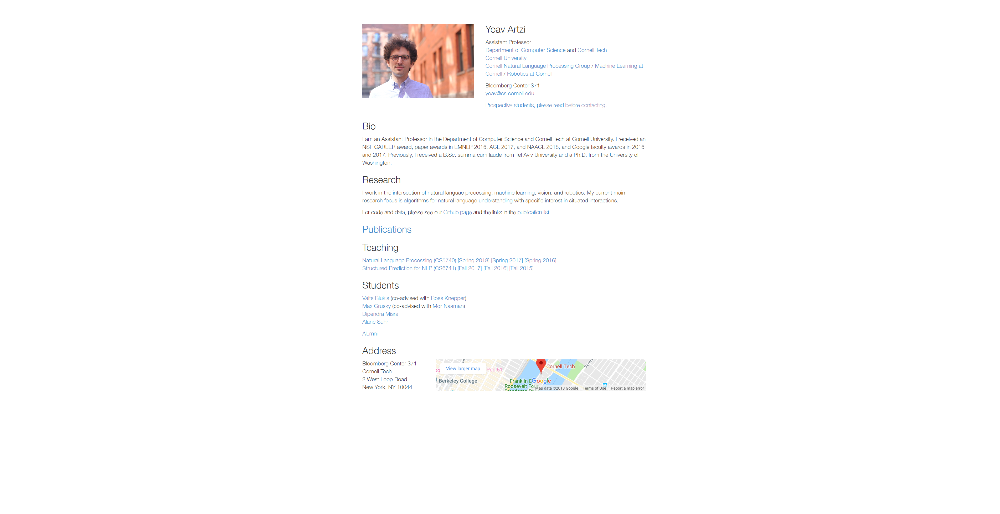 Yoav Artzi
Assistant Professor
Department of Computer Science and Cornell Tech
Cornell University
Cornell Natural Language Processing Group / Machine Learning at
Cornell / Robotics at Cornell
Bloomberg Center 371
yoav@cs.cornell.edu
Prospective students, please read before contacting.
Bio
I am an Assistant Professor in the Department of Computer Science and Cornell Tech at Cornell University. I received an
NSF CAREER award, paper awards in EMNLP 2015, ACL 2017, and NAACL 2018, and Google faculty awards in 2015
and 2017. Previously, I received a B.Sc. summa cum laude from Tel Aviv University and a Ph.D. from the University of
Washington.
Research
I work in the intersection of natural languae processing, machine learning, vision, and robotics. My current main
research focus is algorithms for natural language understanding with specific interest in situated interactions.
For code and data, please see our Github page and the links in the publication list.
Publications
Teaching
Natural Language Processing (CS5740) [Spring 2018] [Spring 2017] [Spring 2016]
Structured Prediction for NLP (CS6741) [Fall 2017] [Fall 2016] [Fall 2015]
Students
Valts Blukis (co-advised with Ross Knepper)
Max Grusky (co-advised with Mor Naaman)
Dipendra Misra
Alane Suhr
Alumni
Address
Bloomberg Center 371
Cornell Tech
2 West Loop Road
New York, NY 10044
View larger map
Pod 51
Cornell Tech
Berkeley College
Franklin D
Google
Roosevelt
Map data ©2018 Google
Terms of Use
Report a map error